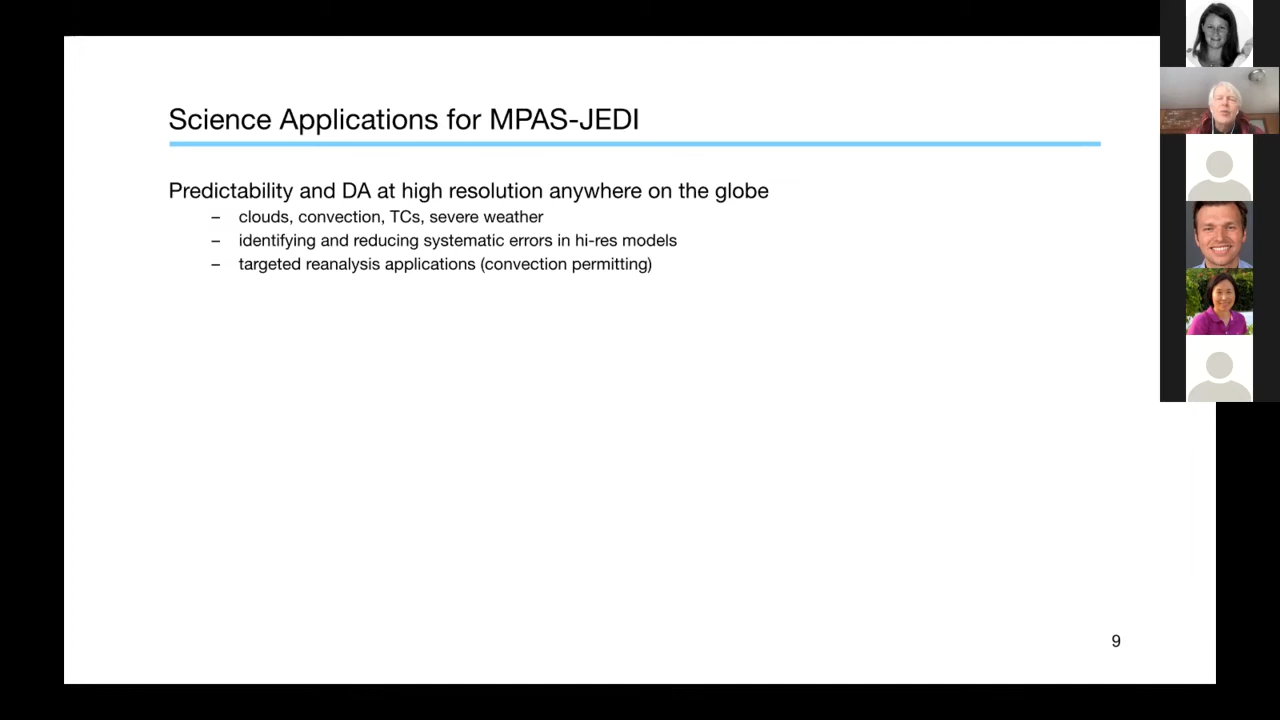 Science Applications for MPAS-JEDI
Predictability and DA at high resolution anywhere on the globe
– clouds, convection, TCs, severe weather
– identifying and reducing systematic errors in hi-res models
– targeted reanalysis applications (convection permitting)
9